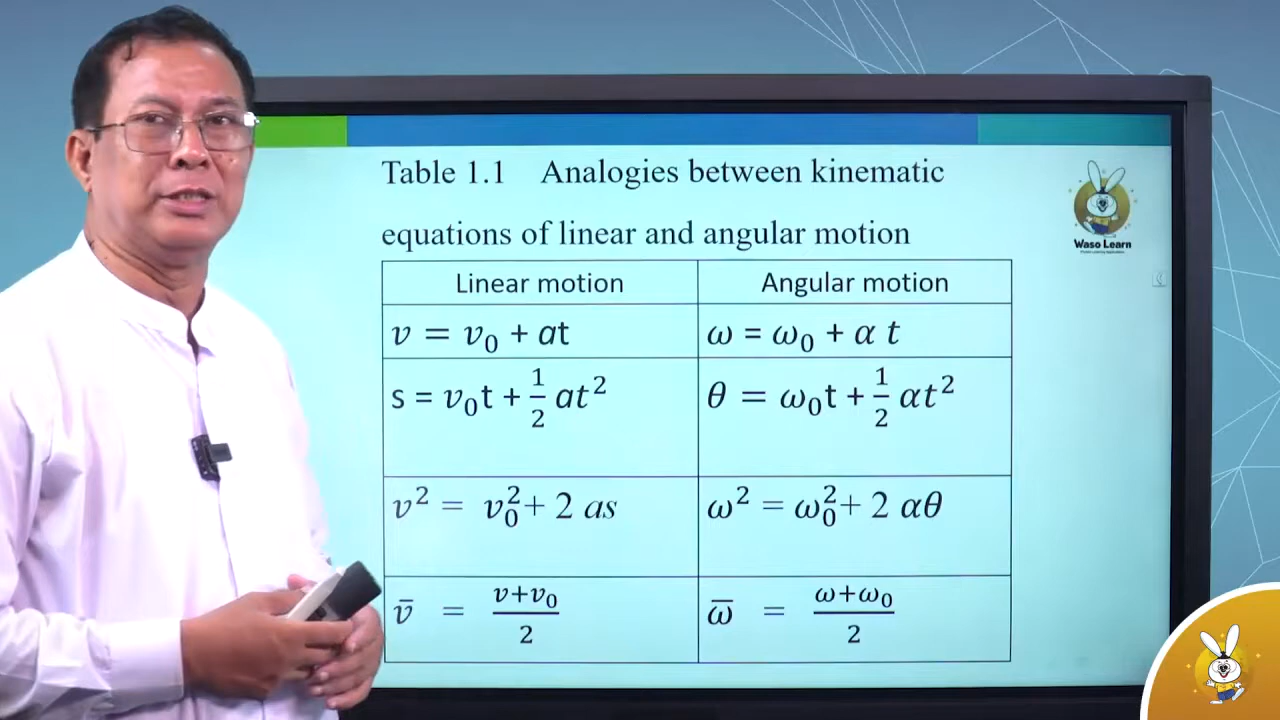 Table 1.1 Analogies between kinematic
equations of linear and angular motion
Linear motion Angular motion
v = v₀ + at ω = ω₀ + α t
s = v₀t + 1/2 at² θ = ω₀t + 1/2 αt²
v² = v₀² + 2 as ω² = ω₀² + 2 αθ
v̄ = (v+v₀)/2 ω̄ = (ω+ω₀)/2
Waso Learn